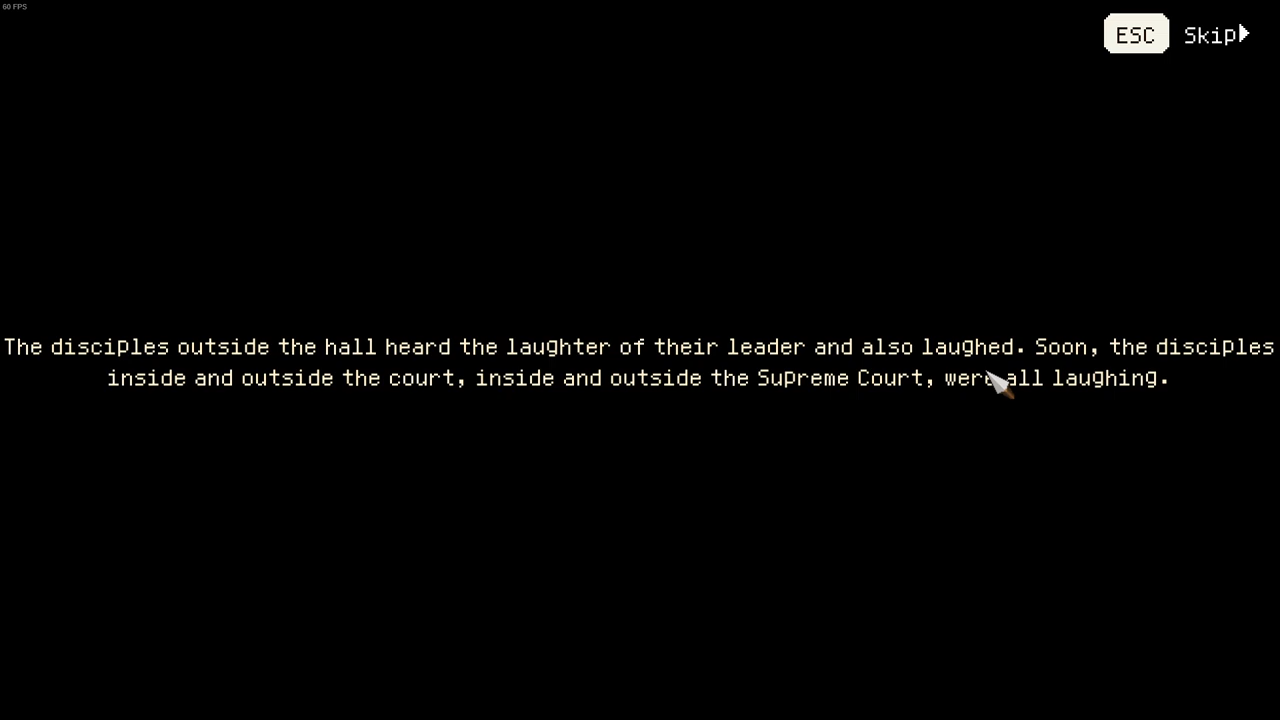 60 FPS
ESC Skip
The disciples outside the hall heard the laughter of their leader and also laughed. Soon, the disciples
inside and outside the court, inside and outside the Supreme Court, were all laughing.